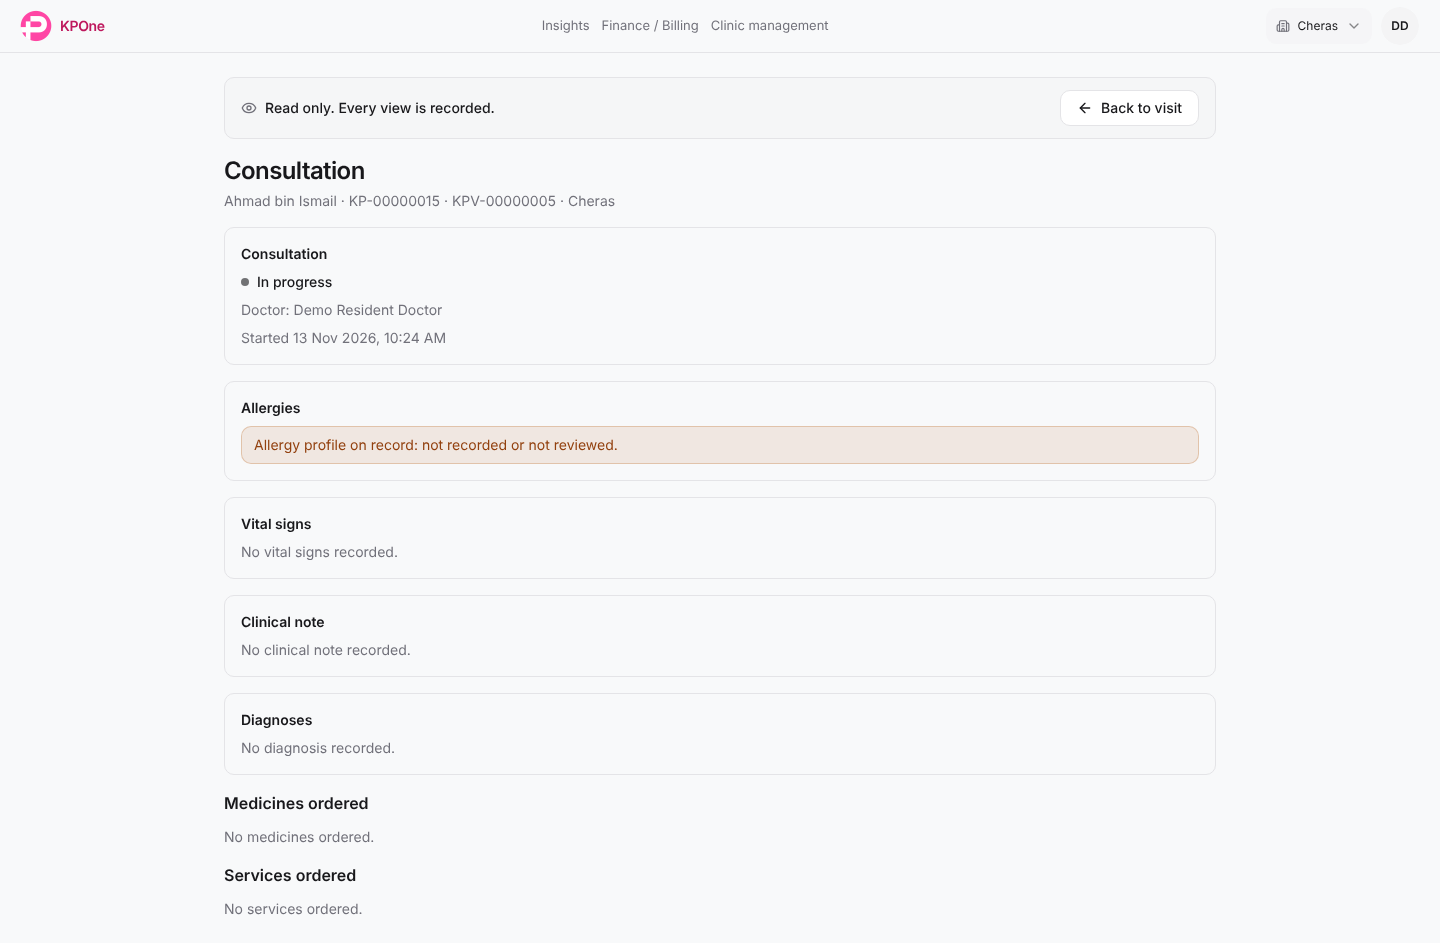 KPOne
Insights Finance / Billing Clinic management
Cheras
DD
Read only. Every view is recorded.
Back to visit
Consultation
Ahmad bin Ismail · KP-00000015 · KPV-00000005 · Cheras
Consultation
In progress
Doctor: Demo Resident Doctor
Started 13 Nov 2026, 10:24 AM
Allergies
Allergy profile on record: not recorded or not reviewed.
Vital signs
No vital signs recorded.
Clinical note
No clinical note recorded.
Diagnoses
No diagnosis recorded.
Medicines ordered
No medicines ordered.
Services ordered
No services ordered.